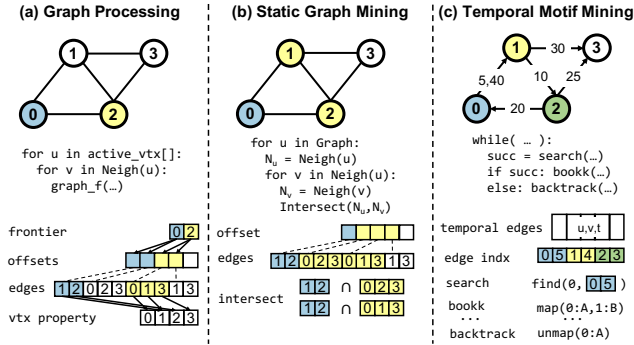 (a) Graph Processing
1
3
0
2
for u in active_vtx[]:
for v in Neigh(u):
graph_f(…)
frontier 0 2
offsets
edges 1 2 0 2 3 0 1 3 1 3
vtx property 0 1 2 3
(b) Static Graph Mining
1
3
0
2
for u in Graph:
Nu = Neigh(u)
for v in Neigh(u):
Nv = Neigh(v)
Intersect(Nu,Nv)
offset
edges 1 2 0 2 3 0 1 3 1 3
intersect 1 2 ∩ 0 2 3
1 2 ∩ 0 1 3
(c) Temporal Motif Mining
1 30 3
5,40 10 25
0 20 2
while( … ):
succ = search(…)
if succ: bookk(…)
else: backtrack(…)
temporal edges u,v,t
edge indx 0 5 1 4 2 3
search find(0, 0 5 )
bookk map(0:A,1:B)
... ...
backtrack unmap(0:A)